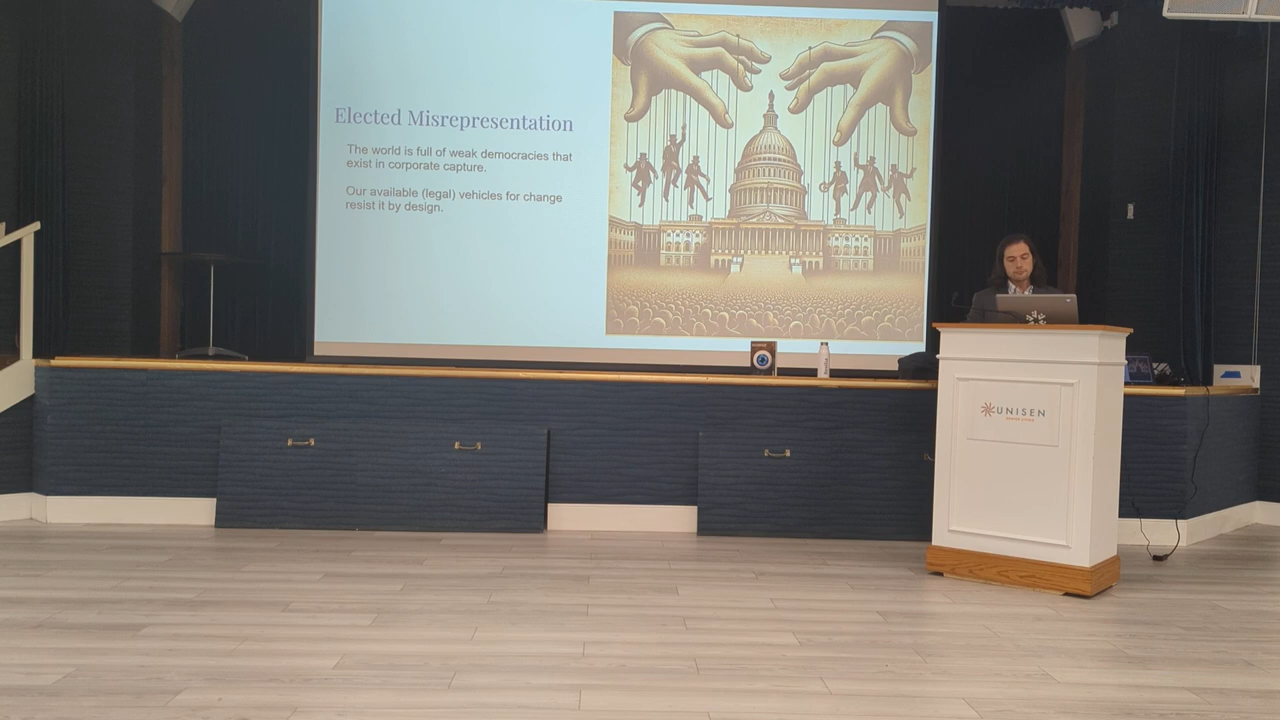 Elected Misrepresentation
The world is full of weak democracies that
exist in corporate capture.
Our available (legal) vehicles for change
resist it by design.
UNISEN